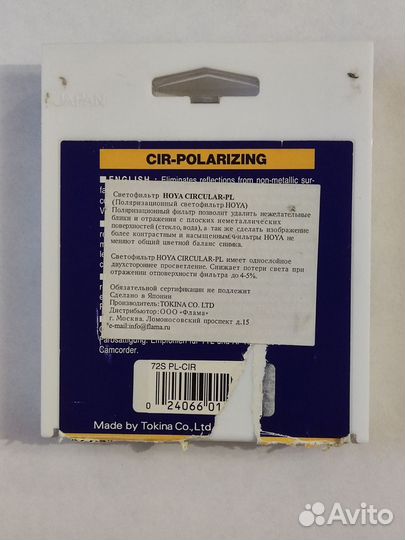 JAPAN
CIR-POLARIZING
ENGLISH : Eliminates reflections from non-metallic sur-
Светофильтр HOYA CIRCULAR-PL
(Поляризационный светофильтр HOYA)
Поляризационный фильтр позволит удалить нежелательные
блики и отражения с плоских неметаллических
поверхностей (стекло, вода), а так же сделать изображение
более контрастным и насыщенным. Фильтры HOYA не
меняют общий цветной баланс снимка.
Светофильтр HOYA CIRCULAR-PL имеет однослойное
двухстороннее просветление. Снижает потери света при
отражении отповерхности фильтра до 4-5%.
Обязательной сертификации не подлежит
Сделано в Японии
Производитель:TOKINA CO. LTD
Дистрибьютор: ООО «Флама»
г. Москва. Ломоносовский проспект д.15
*e-mail:info@flama.ru
Camcorder.
72S PL-CIR
0 24066 01
Made by Tokina Co., Ltd
Avito